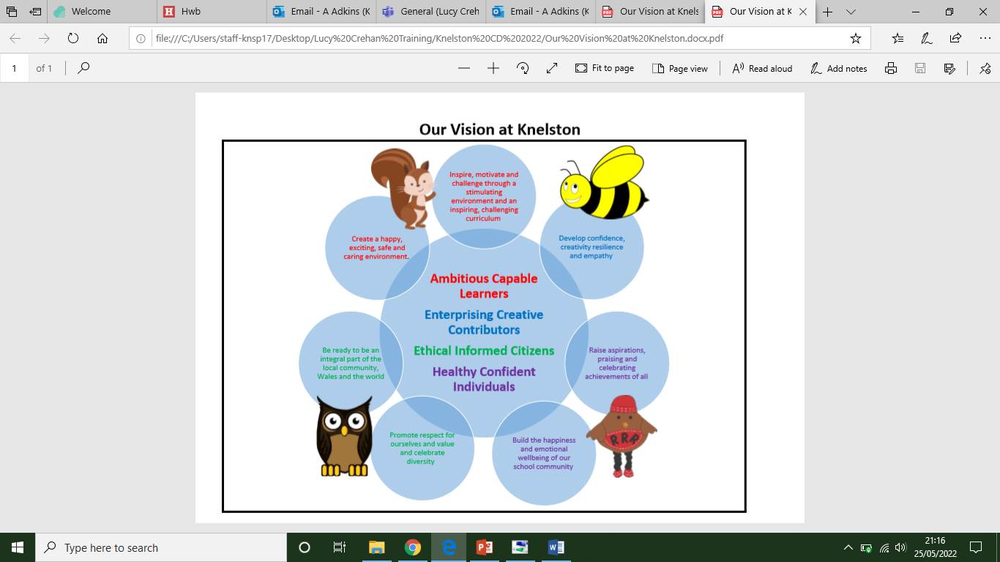 Welcome
Hwb
Email - A Adkins (K
General (Lucy Creh
Email - A Adkins (K
Our Vision at Knels
Our Vision at K
file:///C:/Users/staff-knsp17/Desktop/Lucy%20Crehan%20Training/Knelston%20CD%202022/Our%20Vision%20at%20Knelston.docx.pdf
1 of 1
Fit to page
Page view
Read aloud
Add notes
Our Vision at Knelston
Inspire, motivate and
challenge through a
stimulating
environment and an
inspiring, challenging
curriculum
Develop confidence,
creativity resilience
and empathy
Raise aspirations,
praising and
celebrating
achievements of all
Build the happiness
and emotional
wellbeing of our
school community
Promote respect for
ourselves and value
and celebrate
diversity
Be ready to be an
integral part of the
local community,
Wales and the world
Create a happy,
exciting, safe and
caring environment.
Ambitious Capable
Learners
Enterprising Creative
Contributors
Ethical Informed Citizens
Healthy Confident
Individuals
RRR
Type here to search
21:16
25/05/2022